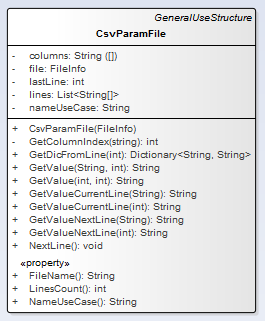 GeneralUseStructure
CsvParamFile
- columns: String ([])
- file: FileInfo
- lastLine: int
- lines: List<String[]>
- nameUseCase: String
+ CsvParamFile(FileInfo)
- GetColumnIndex(string): int
+ GetDicFromLine(int): Dictionary<String, String>
+ GetValue(String, int): String
+ GetValue(int, int): String
+ GetValueCurrentLine(String): String
+ GetValueCurrentLine(int): String
+ GetValueNextLine(String): String
+ GetValueNextLine(int): String
+ NextLine(): void
«property»
+ FileName(): String
+ LinesCount(): int
+ NameUseCase(): String